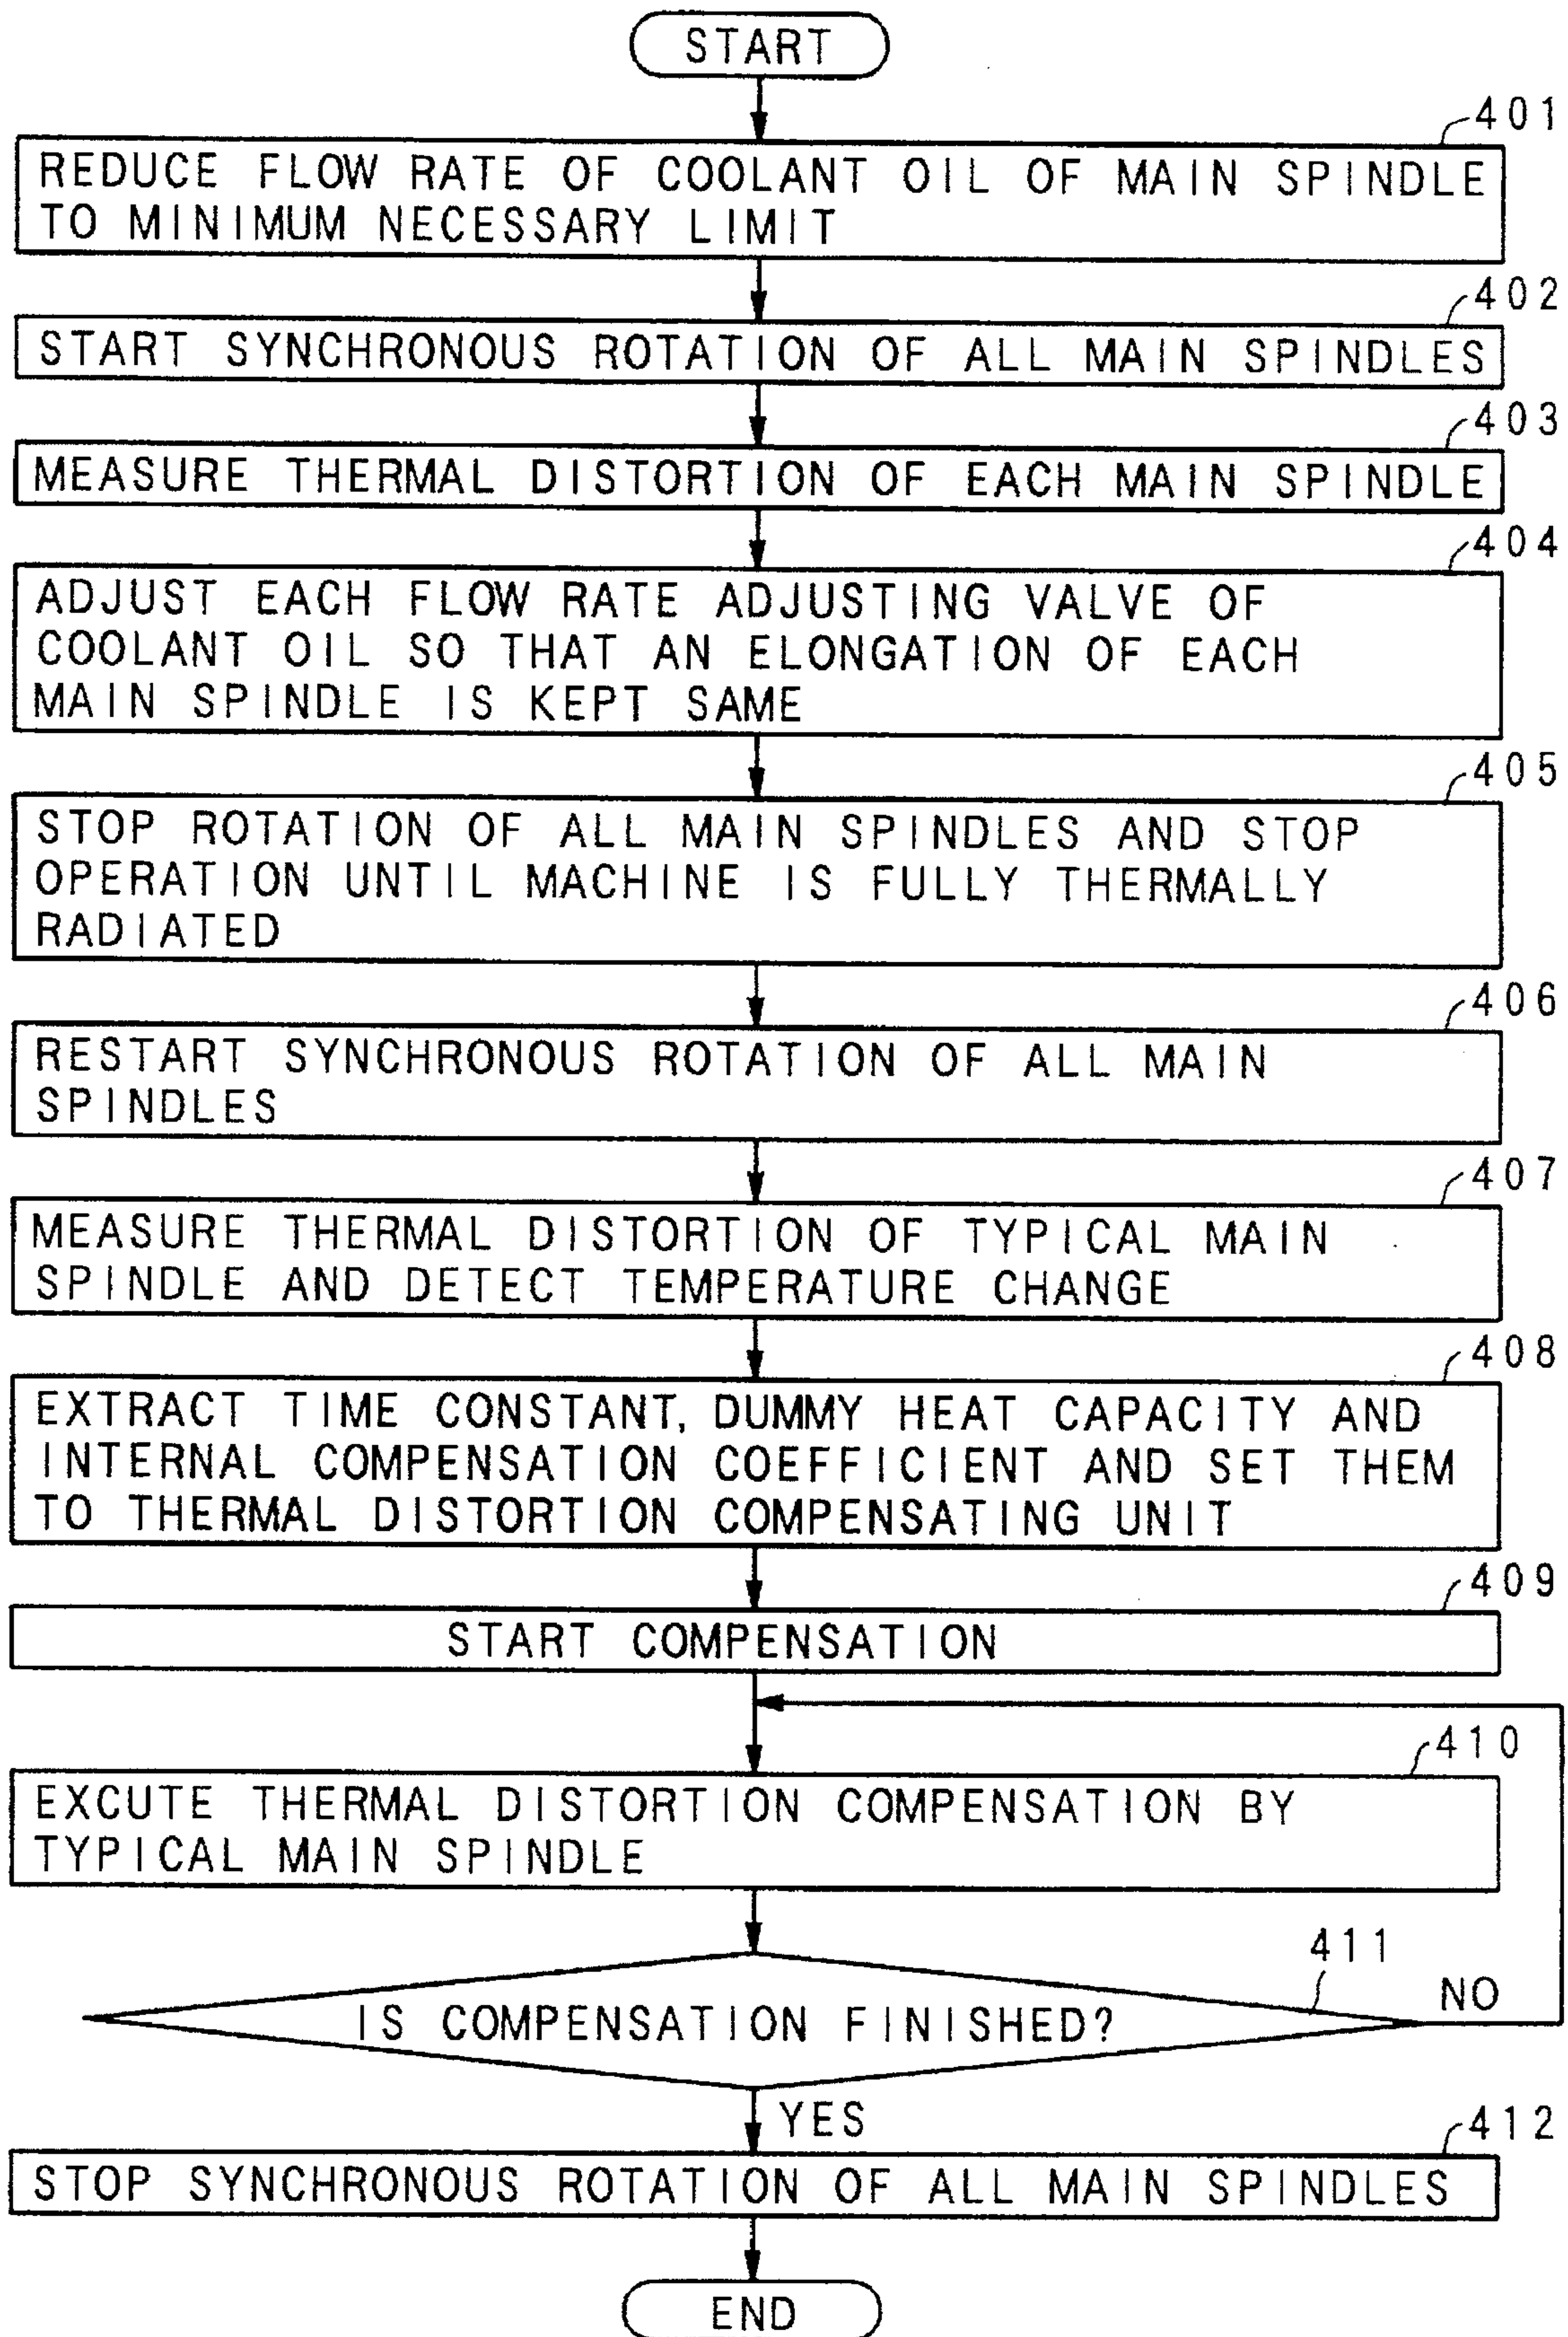 START
401
REDUCE FLOW RATE OF COOLANT OIL OF MAIN SPINDLE
TO MINIMUM NECESSARY LIMIT
402
START SYNCHRONOUS ROTATION OF ALL MAIN SPINDLES
403
MEASURE THERMAL DISTORTION OF EACH MAIN SPINDLE
404
ADJUST EACH FLOW RATE ADJUSTING VALVE OF
COOLANT OIL SO THAT AN ELONGATION OF EACH
MAIN SPINDLE IS KEPT SAME
405
STOP ROTATION OF ALL MAIN SPINDLES AND STOP
OPERATION UNTIL MACHINE IS FULLY THERMALLY
RADIATED
406
RESTART SYNCHRONOUS ROTATION OF ALL MAIN
SPINDLES
407
MEASURE THERMAL DISTORTION OF TYPICAL MAIN
SPINDLE AND DETECT TEMPERATURE CHANGE
408
EXTRACT TIME CONSTANT, DUMMY HEAT CAPACITY AND
INTERNAL COMPENSATION COEFFICIENT AND SET THEM
TO THERMAL DISTORTION COMPENSATING UNIT
409
START COMPENSATION
410
EXCUTE THERMAL DISTORTION COMPENSATION BY
TYPICAL MAIN SPINDLE
411
NO
IS COMPENSATION FINISHED?
YES
412
STOP SYNCHRONOUS ROTATION OF ALL MAIN SPINDLES
END